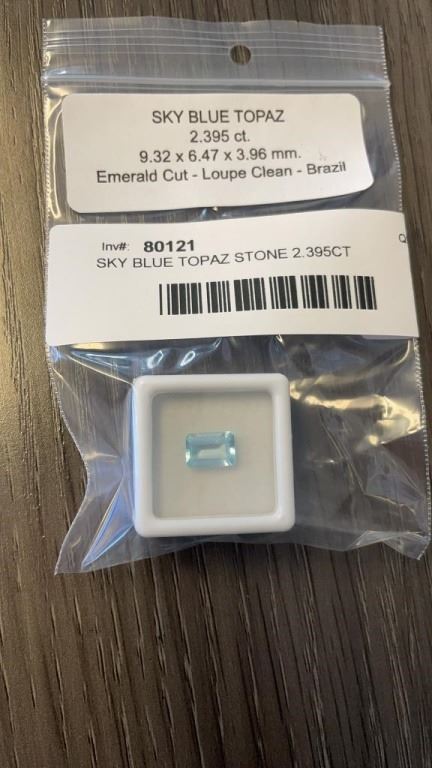 SKY BLUE TOPAZ
2.395 ct.
9.32 x 6.47 x 3.96 mm.
Emerald Cut - Loupe Clean - Brazil
Inv#: 80121 Q
SKY BLUE TOPAZ STONE 2.395CT